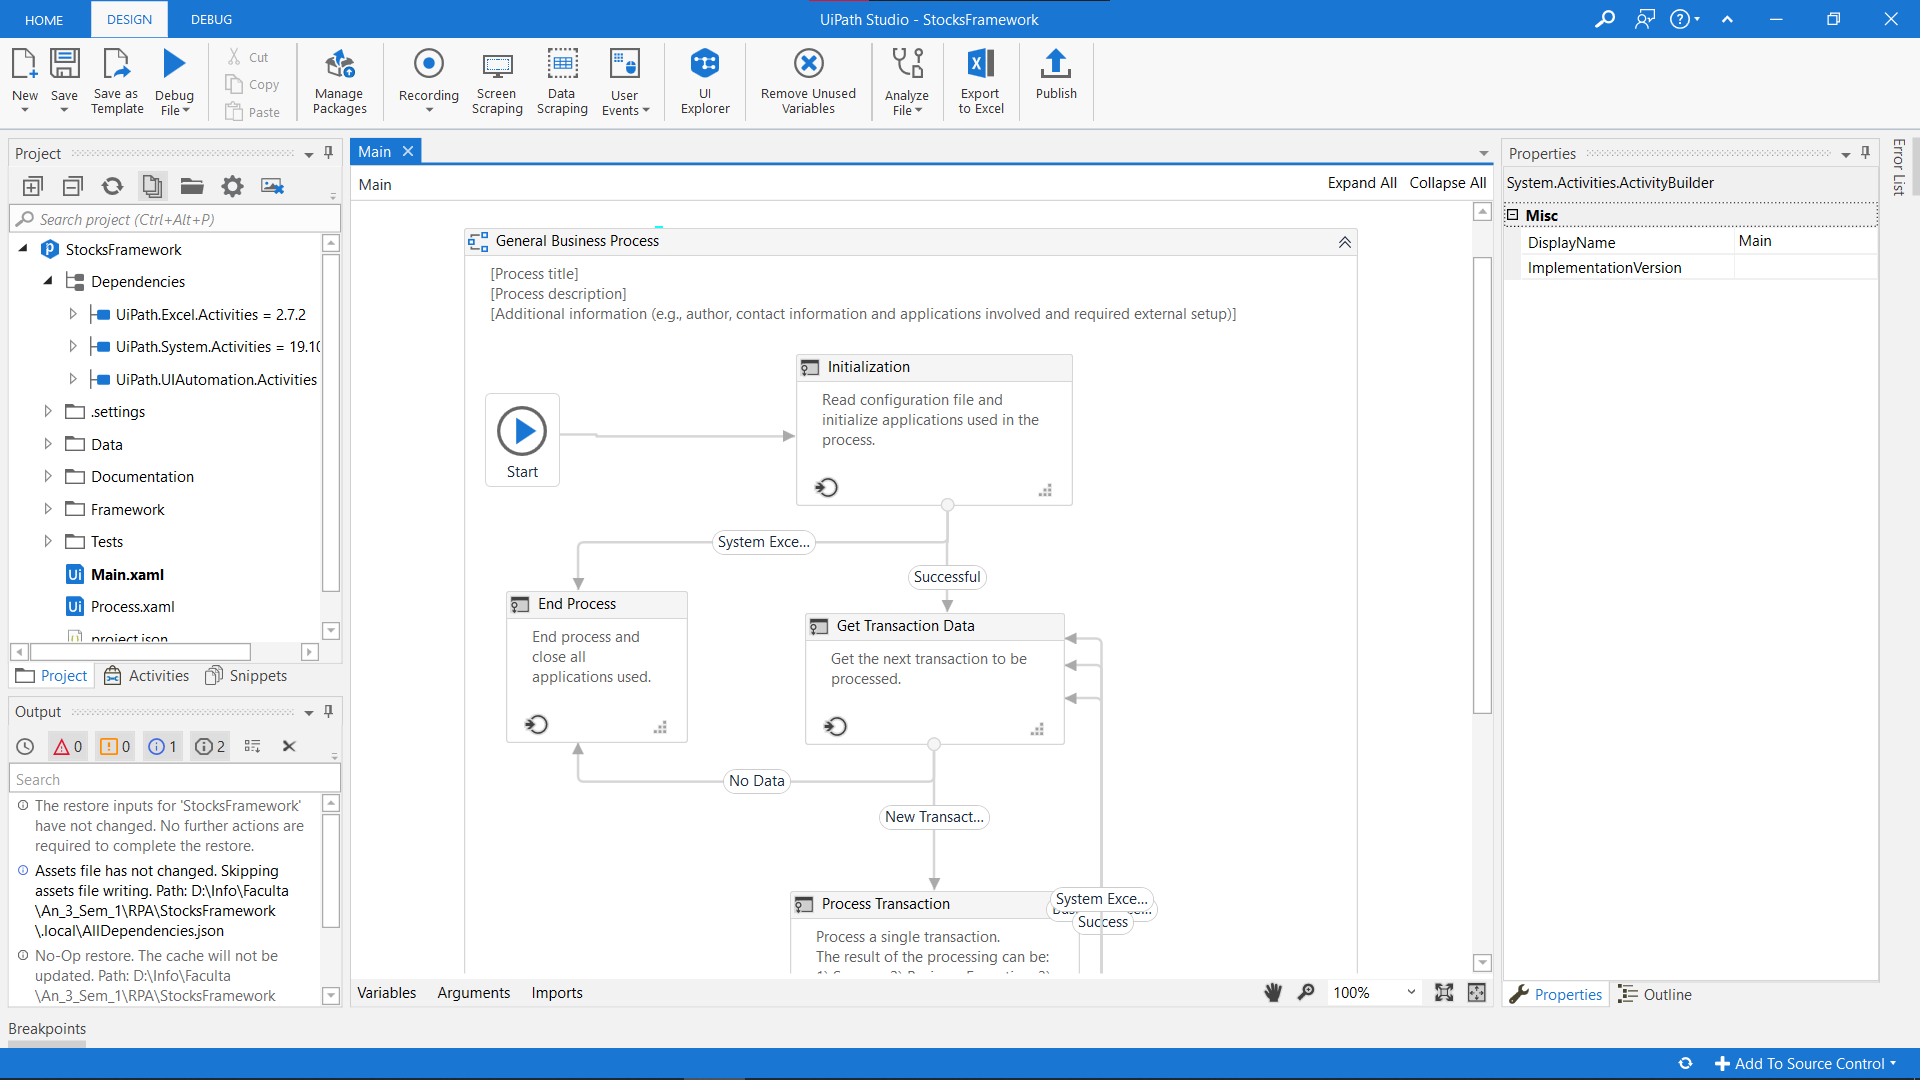 HOME
DESIGN
DEBUG
UiPath Studio - StocksFramework
New
Save
Save as
Template
Debug
File
Cut
Copy
Paste
Manage
Packages
Recording
Screen
Scraping
Data
Scraping
User
Events
UI
Explorer
Remove Unused
Variables
Analyze
File
Export
to Excel
Publish
Project
Search project (Ctrl+Alt+P)
StocksFramework
Dependencies
UiPath.Excel.Activities = 2.7.2
UiPath.System.Activities = 19.10
UiPath.UIAutomation.Activities
.settings
Data
Documentation
Framework
Tests
Main.xaml
Process.xaml
project.json
Project
Activities
Snippets
Output
0
0
1
2
Search
The restore inputs for 'StocksFramework'
have not changed. No further actions are
required to complete the restore.
Assets file has not changed. Skipping
assets file writing. Path: D:\Info\Faculta
\An_3_Sem_1\RPA\StocksFramework
\.local\AllDependencies.json
No-Op restore. The cache will not be
updated. Path: D:\Info\Faculta
\An_3_Sem_1\RPA\StocksFramework
Breakpoints
Main
Main
Expand All
Collapse All
General Business Process
[Process title]
[Process description]
[Additional information (e.g., author, contact information and applications involved and required external setup)]
Start
Initialization
Read configuration file and
initialize applications used in the
process.
System Exce...
Successful
End Process
End process and
close all
applications used.
Get Transaction Data
Get the next transaction to be
processed.
No Data
New Transact...
Process Transaction
Process a single transaction.
The result of the processing can be:
System Exce...
Success
Variables
Arguments
Imports
100%
Properties
System.Activities.ActivityBuilder
Misc
DisplayName
Main
ImplementationVersion
Properties
Outline
Error List
Add To Source Control